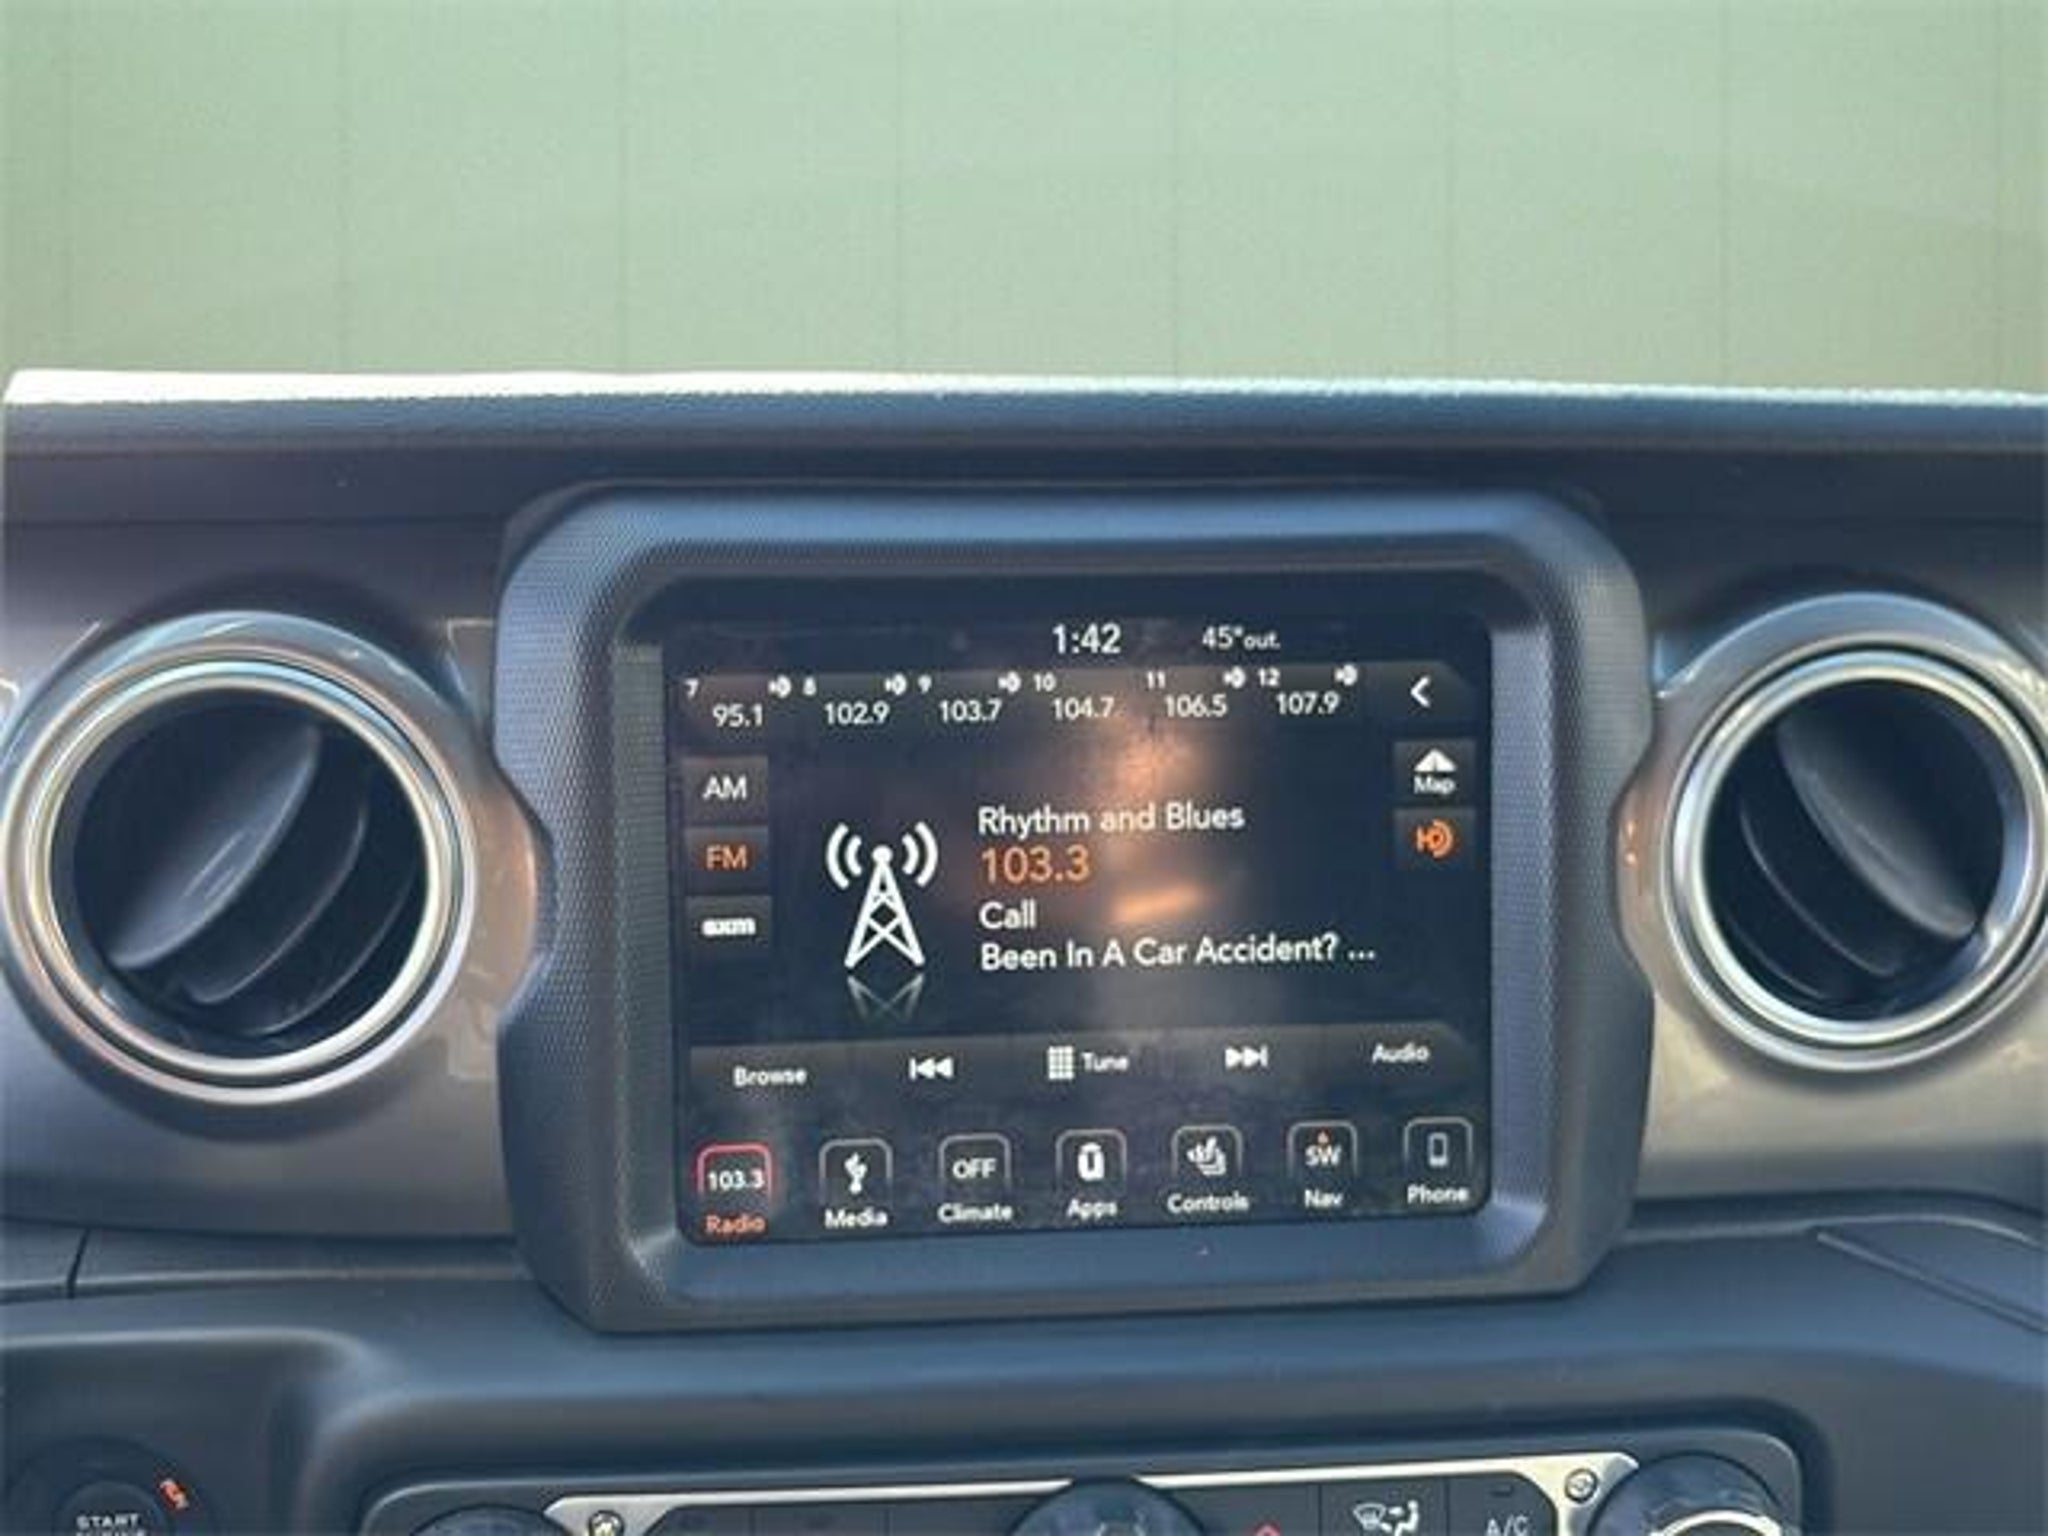 1:42 45° out.
7 8 9 10 11 12
95.1 102.9 103.7 104.7 106.5 107.9
AM
Map
Rhythm and Blues
FM
103.3
Call
Been In A Car Accident? ...
sxm
Browse Tune Audio
103.3 OFF SW
Radio Media Climate Apps Controls Nav Phone
START
A/C